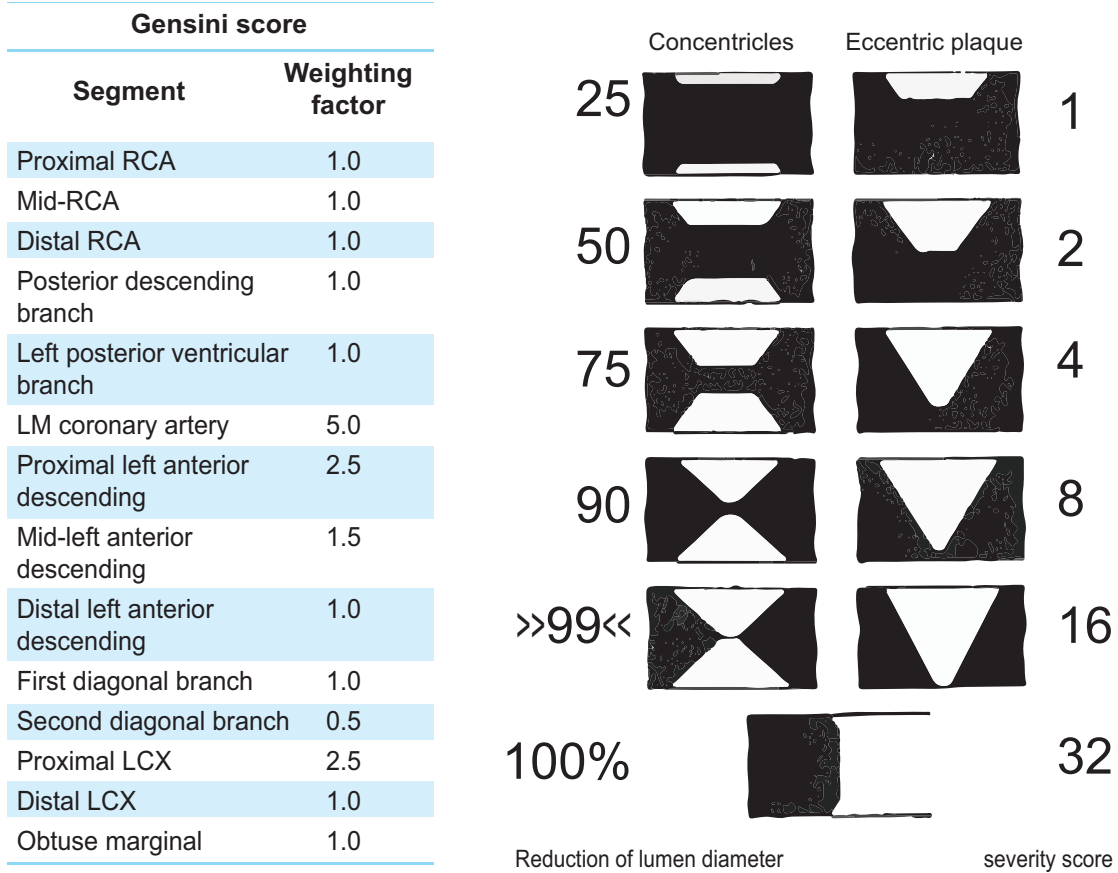 Gensini score
Segment Weighting factor
Proximal RCA 1.0
Mid-RCA 1.0
Distal RCA 1.0
Posterior descending 1.0
branch
Left posterior ventricular 1.0
branch
LM coronary artery 5.0
Proximal left anterior 2.5
descending
Mid-left anterior 1.5
descending
Distal left anterior 1.0
descending
First diagonal branch 1.0
Second diagonal branch 0.5
Proximal LCX 2.5
Distal LCX 1.0
Obtuse marginal 1.0
Concentricles Eccentric plaque
25 1
50 2
75 4
90 8
»99« 16
100% 32
Reduction of lumen diameter severity score